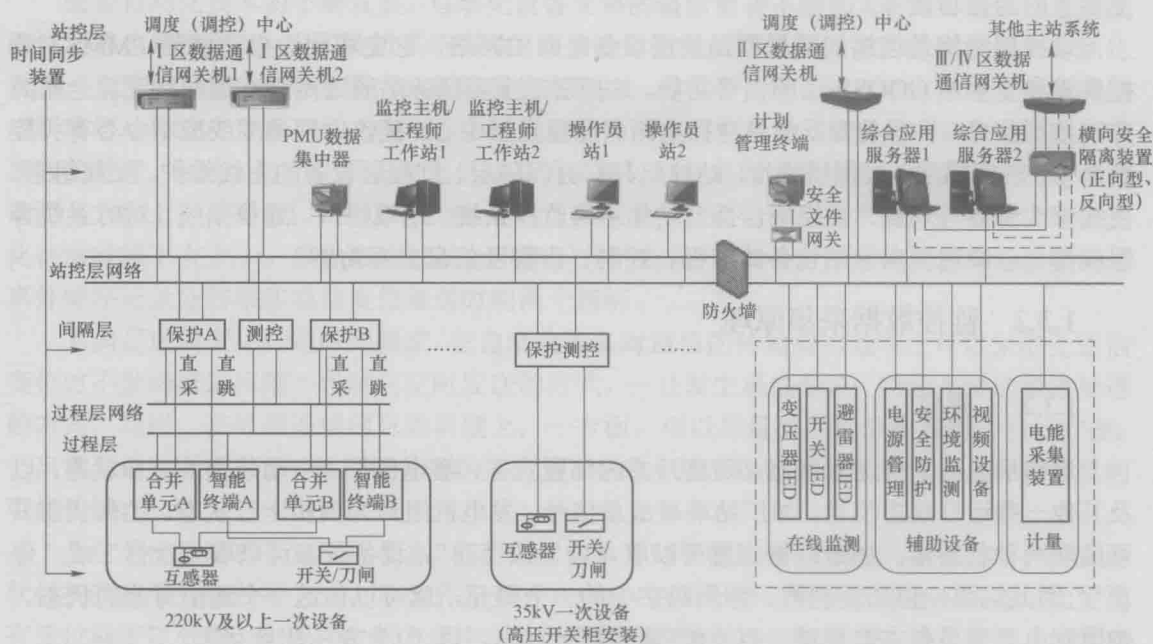 站控层
时间同步
装置
调度（调控）中心
Ⅰ区数据通
信网关机1
Ⅰ区数据通
信网关机2
PMU数据
集中器
监控主机/
工程师
工作站1
监控主机/
工程师
工作站2
操作员
站1
操作员
站2
调度（调控）中心
Ⅱ区数据通
信网关机
计划
管理终端
安全
文件
网关
综合应用
服务器1
综合应用
服务器2
其他主站系统
Ⅲ/Ⅳ区数据
通信网关机
横向安全
隔离装置
(正向型、
反向型)
站控层网络
防火墙
间隔层
保护A
测控
保护B
保护测控
直采
直跳
直采
直跳
……
……
过程层网络
过程层
合并
单元A
智能
终端A
合并
单元B
智能
终端B
互感器
开关/刀闸
220kV及以上一次设备
互感器
开关/
刀闸
35kV一次设备
(高压开关柜安装)
变压器IED
开关IED
避雷器IED
在线监测
电源管理
安全防护
环境监测
视频设备
辅助设备
电能
采集
装置
计量